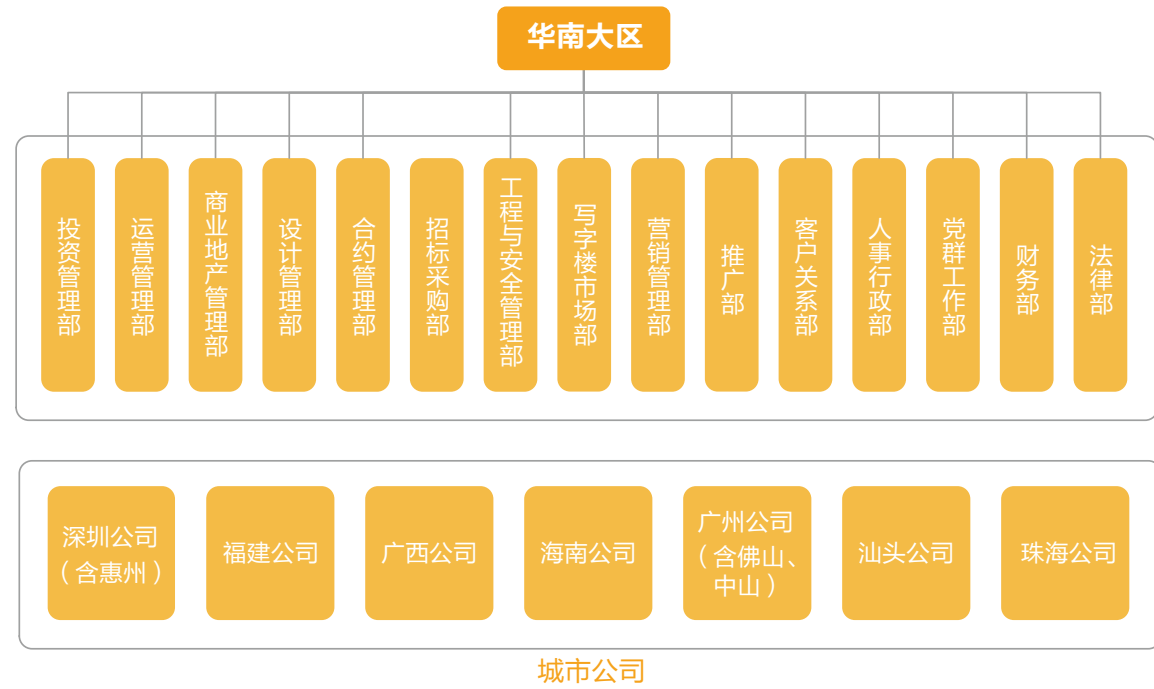 华南大区
投资管理部
运营管理部
商业地产管理部
设计管理部
合约管理部
招标采购部
工程与安全管理部
写字楼市场部
营销管理部
推广部
客户关系部
人事行政部
党群工作部
财务部
法律部
深圳公司
（含惠州）
福建公司
广西公司
海南公司
广州公司
（含佛山、
中山）
汕头公司
珠海公司
城市公司